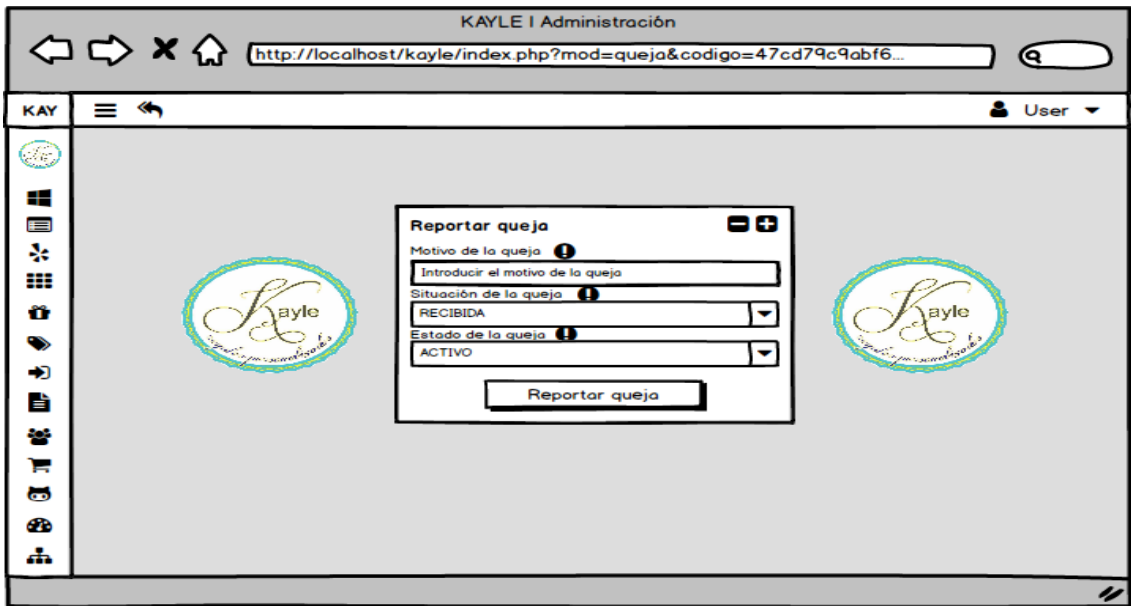 KAYLE | Administración
http://localhost/kayle/index.php?mod=queja&codigo=47cd79c9abf6...
KAY
User
Reportar queja
Motivo de la queja
Introducir el motivo de la queja
Situación de la queja
RECIBIDA
Estado de la queja
ACTIVO
Reportar queja
Kayle
Kayle